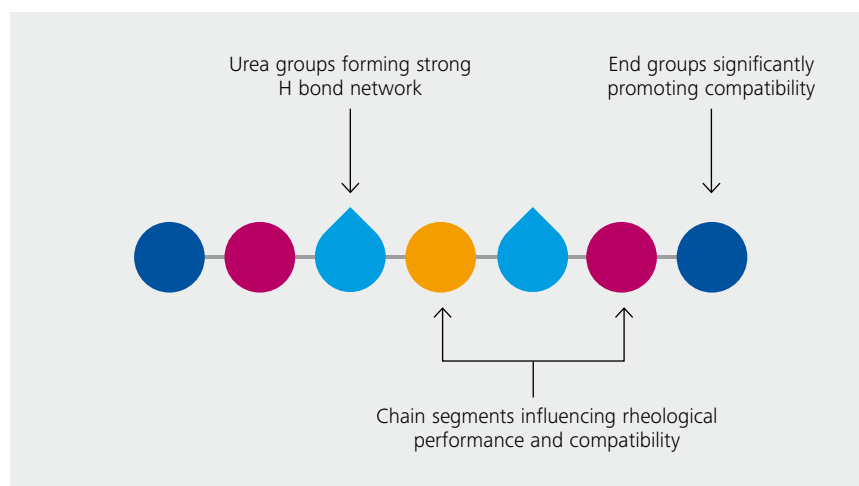 Urea groups forming strong
H bond network
End groups significantly
promoting compatibility
Chain segments influencing rheological
performance and compatibility